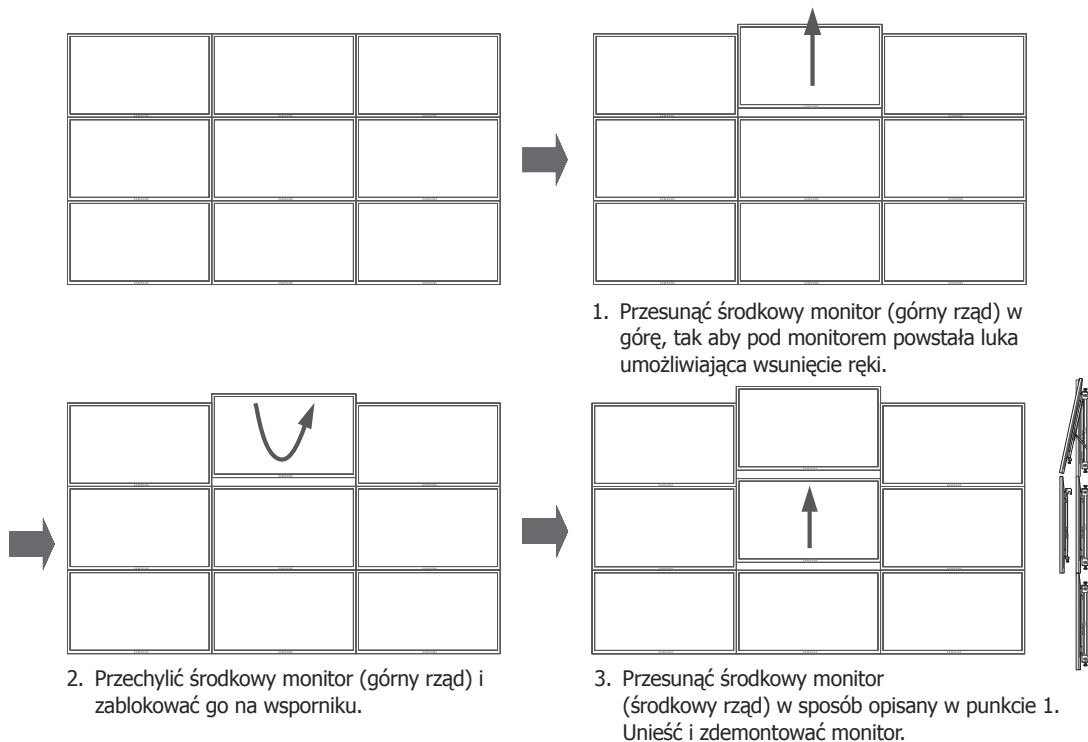 1. Przesunąć środkowy monitor (górny rząd) w
górę, tak aby pod monitorem powstała luka
umożliwiająca wsunięcie ręki.
2. Przechylić środkowy monitor (górny rząd) i
zablokować go na wsporniku.
3. Przesunąć środkowy monitor
(środkowy rząd) w sposób opisany w punkcie 1.
Unieść i zdemontować monitor.